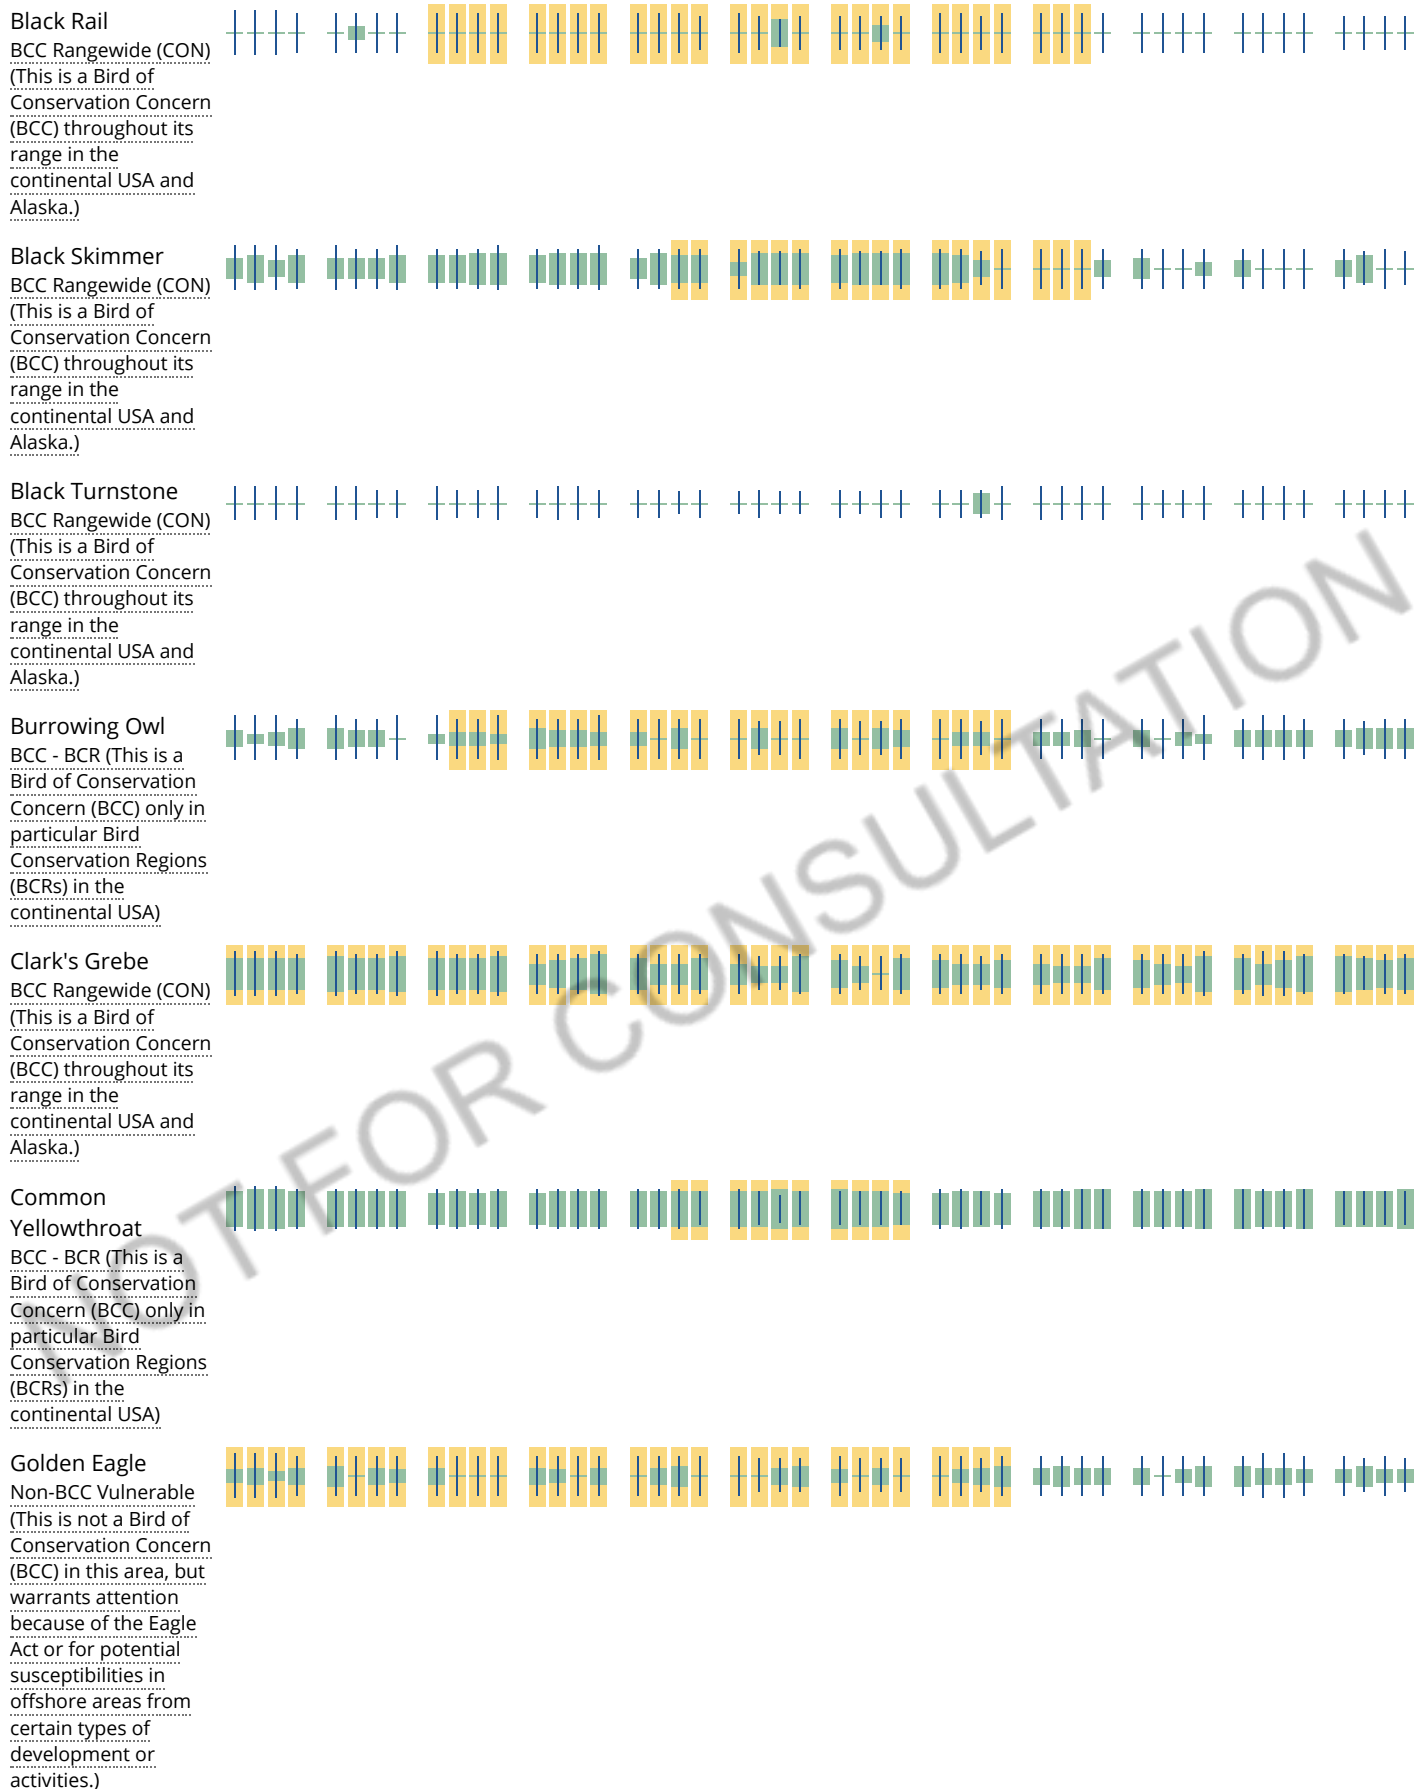 Black Rail
BCC Rangewide (CON)
(This is a Bird of
Conservation Concern
(BCC) throughout its
range in the
continental USA and
Alaska.)
Black Skimmer
BCC Rangewide (CON)
(This is a Bird of
Conservation Concern
(BCC) throughout its
range in the
continental USA and
Alaska.)
Black Turnstone
BCC Rangewide (CON)
(This is a Bird of
Conservation Concern
(BCC) throughout its
range in the
continental USA and
Alaska.)
Burrowing Owl
BCC - BCR (This is a
Bird of Conservation
Concern (BCC) only in
particular Bird
Conservation Regions
(BCRs) in the
continental USA)
Clark's Grebe
BCC Rangewide (CON)
(This is a Bird of
Conservation Concern
(BCC) throughout its
range in the
continental USA and
Alaska.)
Common
Yellowthroat
BCC - BCR (This is a
Bird of Conservation
Concern (BCC) only in
particular Bird
Conservation Regions
(BCRs) in the
continental USA)
Golden Eagle
Non-BCC Vulnerable
(This is not a Bird of
Conservation Concern
(BCC) in this area, but
warrants attention
because of the Eagle
Act or for potential
susceptibilities in
offshore areas from
certain types of
development or
activities.)
NOT FOR CONSULTATION